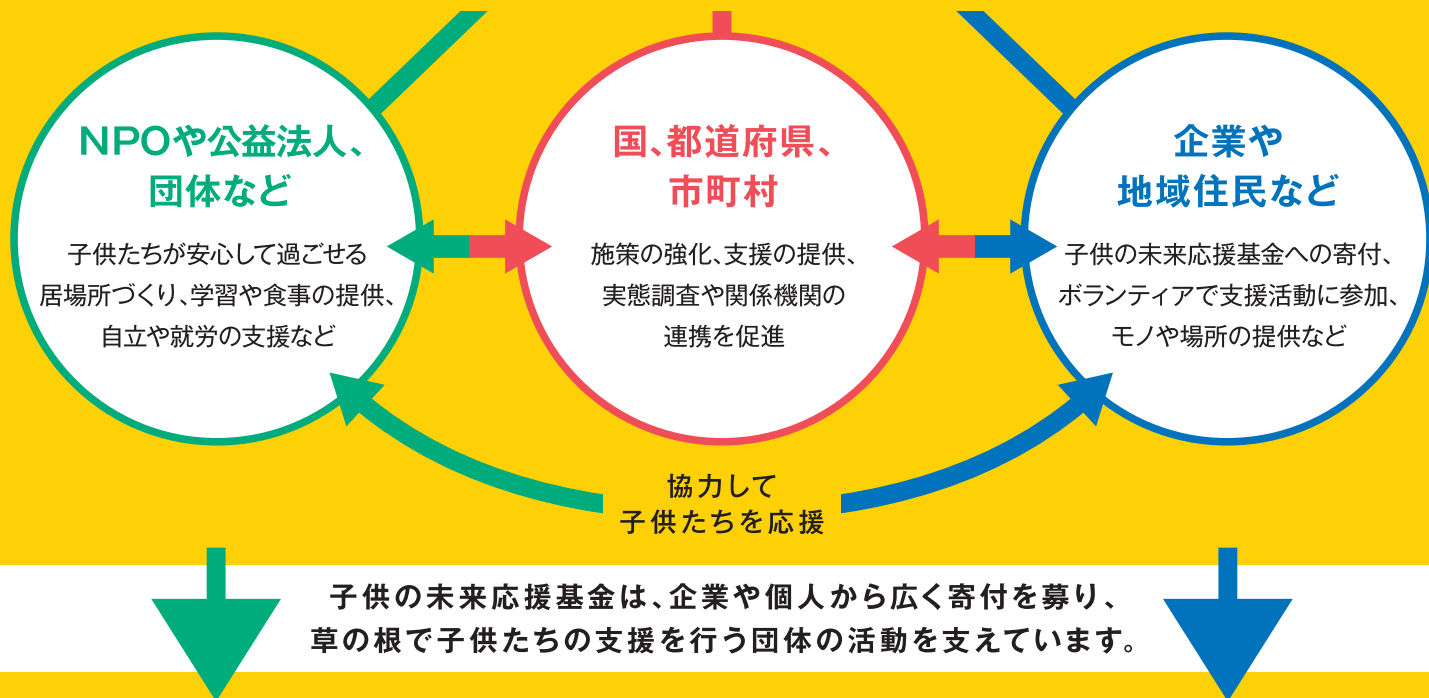 NPOや公益法人、
団体など
子供たちが安心して過ごせる
居場所づくり、学習や食事の提供、
自立や就労の支援など
国、都道府県、
市町村
施策の強化、支援の提供、
実態調査や関係機関の
連携を促進
企業や
地域住民など
子供の未来応援基金への寄付、
ボランティアで支援活動に参加、
モノや場所の提供など
協力して
子供たちを応援
子供の未来応援基金は、企業や個人から広く寄付を募り、
草の根で子供たちの支援を行う団体の活動を支えています。